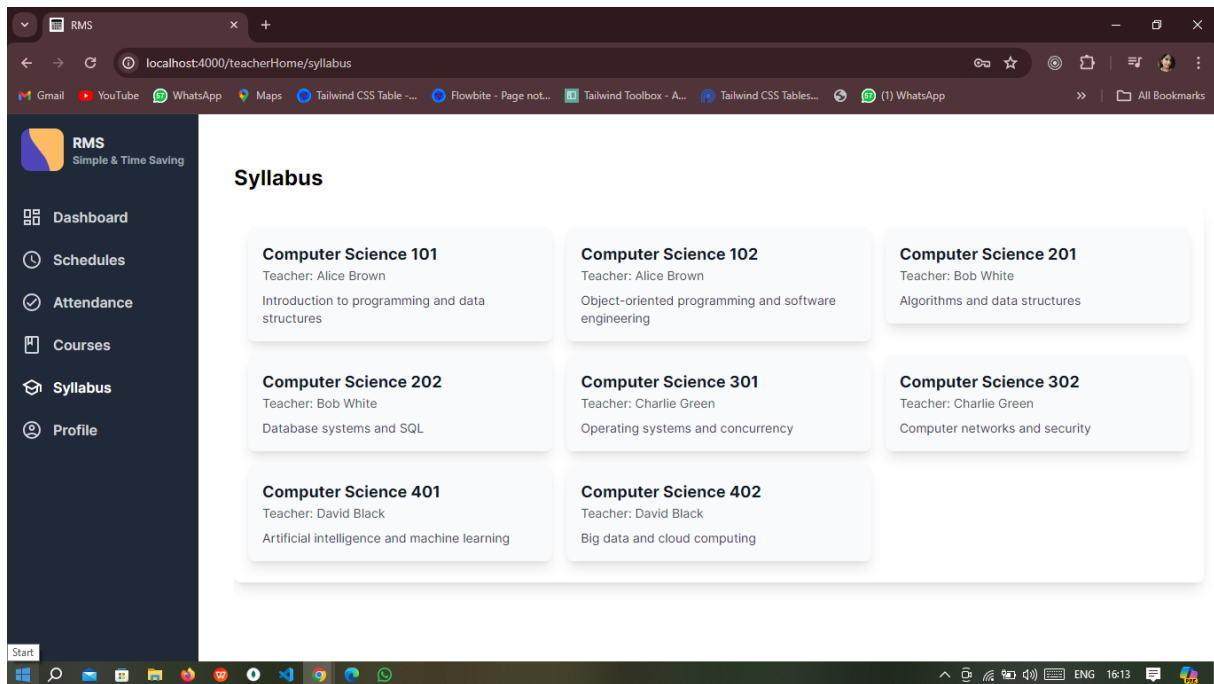 RMS
localhost:4000/teacherHome/syllabus
Gmail YouTube WhatsApp Maps Tailwind CSS Table -... Flowbite - Page not... Tailwind Toolbox - A... Tailwind CSS Tables... (1) WhatsApp » All Bookmarks
RMS
Simple & Time Saving
Dashboard
Schedules
Attendance
Courses
Syllabus
Profile
Syllabus
Computer Science 101
Teacher: Alice Brown
Introduction to programming and data
structures
Computer Science 102
Teacher: Alice Brown
Object-oriented programming and software
engineering
Computer Science 201
Teacher: Bob White
Algorithms and data structures
Computer Science 202
Teacher: Bob White
Database systems and SQL
Computer Science 301
Teacher: Charlie Green
Operating systems and concurrency
Computer Science 302
Teacher: Charlie Green
Computer networks and security
Computer Science 401
Teacher: David Black
Artificial intelligence and machine learning
Computer Science 402
Teacher: David Black
Big data and cloud computing
Start
ENG 16:13